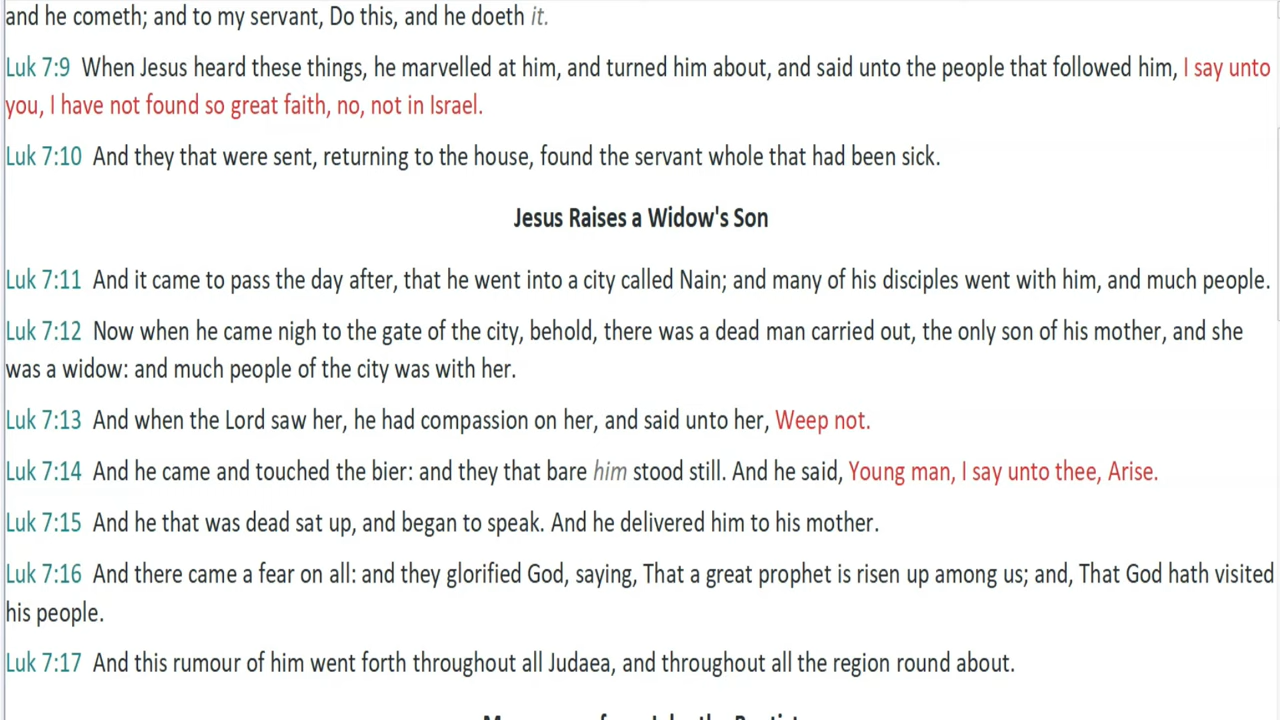 and he cometh; and to my servant, Do this, and he doeth it.
Luk 7:9 When Jesus heard these things, he marvelled at him, and turned him about, and said unto the people that followed him, I say unto
you, I have not found so great faith, no, not in Israel.
Luk 7:10 And they that were sent, returning to the house, found the servant whole that had been sick.
Jesus Raises a Widow's Son
Luk 7:11 And it came to pass the day after, that he went into a city called Nain; and many of his disciples went with him, and much people.
Luk 7:12 Now when he came nigh to the gate of the city, behold, there was a dead man carried out, the only son of his mother, and she
was a widow: and much people of the city was with her.
Luk 7:13 And when the Lord saw her, he had compassion on her, and said unto her, Weep not.
Luk 7:14 And he came and touched the bier: and they that bare him stood still. And he said, Young man, I say unto thee, Arise.
Luk 7:15 And he that was dead sat up, and began to speak. And he delivered him to his mother.
Luk 7:16 And there came a fear on all: and they glorified God, saying, That a great prophet is risen up among us; and, That God hath visited
his people.
Luk 7:17 And this rumour of him went forth throughout all Judaea, and throughout all the region round about.